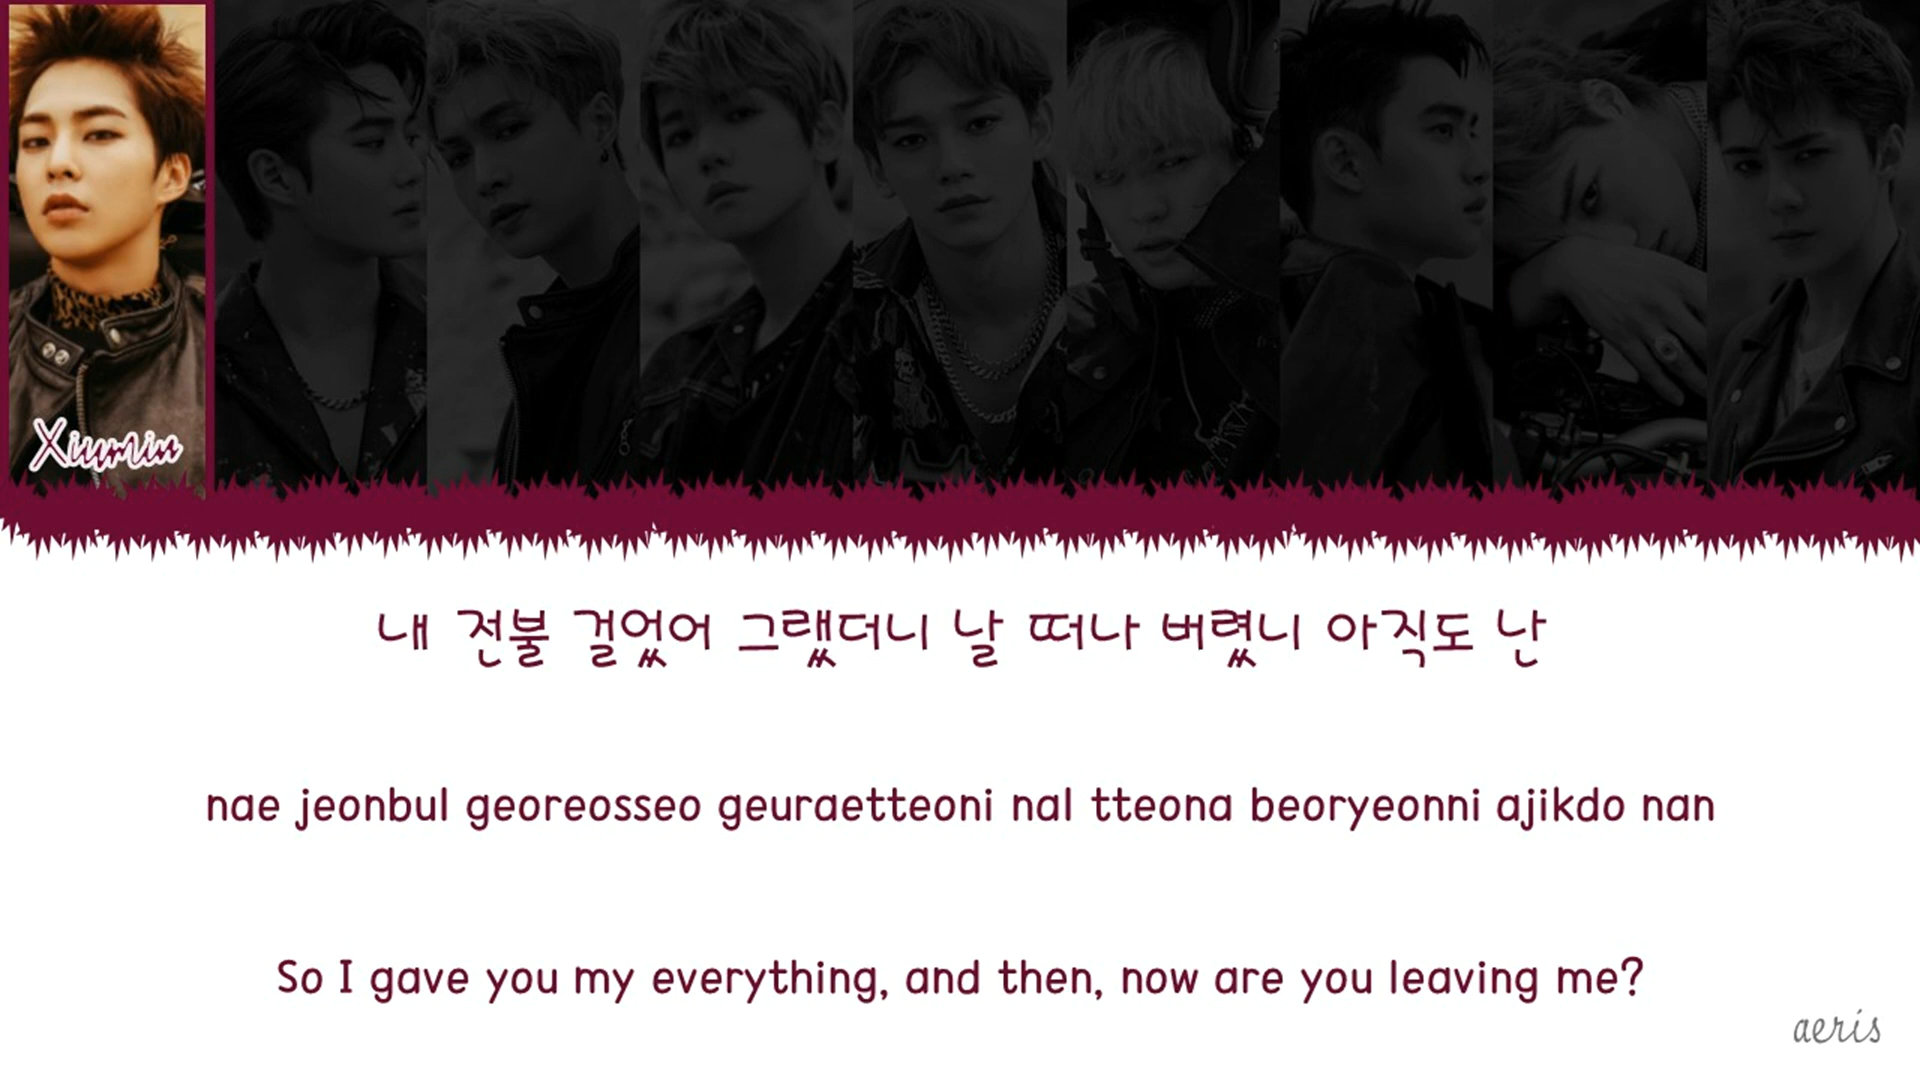 Xiumin
내 전불 걸었어 그랬더니 날 떠나 버렸니 아직도 난
nae jeonbul georeosseo geuraetteoni nal tteona beoryeonni ajikdo nan
So I gave you my everything, and then, now are you leaving me?
aeris